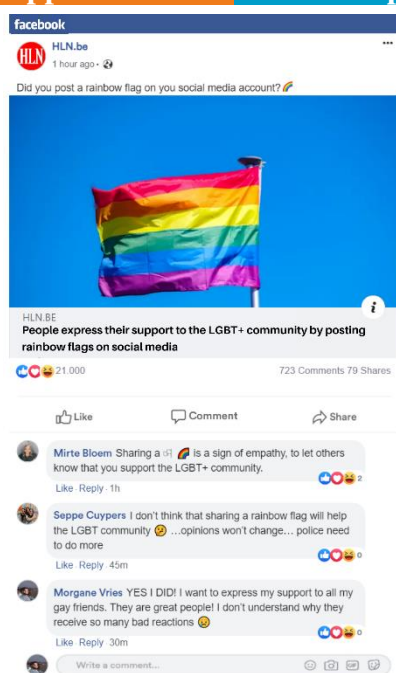 facebook
HLN
HLN.be
1 hour ago
Did you post a rainbow flag on you social media account?🌈
HLN.BE
People express their support to the LGBT+ community by posting
rainbow flags on social media
21.000 723 Comments 79 Shares
Like Comment Share
Mirte Bloem Sharing a 🌈 is a sign of empathy, to let others
know that you support the LGBT+ community.
2
Like · Reply · 1h
Seppe Cuypers I don't think that sharing a rainbow flag will help
the LGBT community 🤔 ...opinions won't change... police need
to do more
0
Like Reply · 45m
Morgane Vries YES I DID! I want to express my support to all my
gay friends. They are great people! I don't understand why they
receive so many bad reactions 😢
0
Like Reply · 30m
Write a comment...
GIF